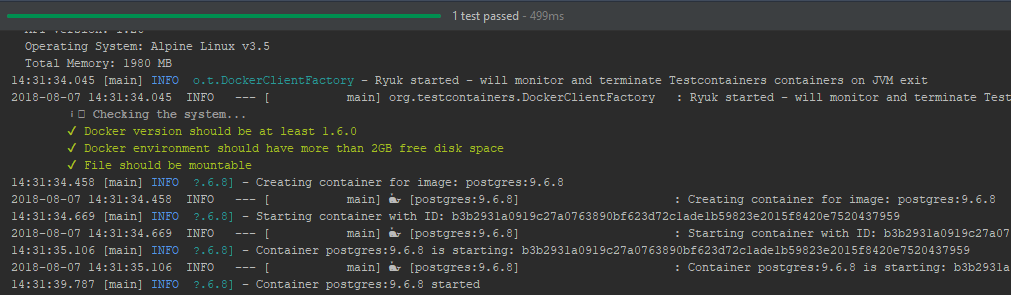 1 test passed - 499ms
Operating System: Alpine Linux v3.5
Total Memory: 1980 MB
14:31:34.045 [main] INFO o.t.DockerClientFactory - Ryuk started - will monitor and terminate Testcontainers containers on JVM exit
2018-08-07 14:31:34.045 INFO --- [ main] org.testcontainers.DockerClientFactory : Ryuk started - will monitor and terminate Test
ℹ︎ Checking the system...
✓ Docker version should be at least 1.6.0
✓ Docker environment should have more than 2GB free disk space
✓ File should be mountable
14:31:34.458 [main] INFO ?.6.8] - Creating container for image: postgres:9.6.8
2018-08-07 14:31:34.458 INFO --- [ main] 🐳 [postgres:9.6.8] : Creating container for image: postgres:9.6.8
14:31:34.669 [main] INFO ?.6.8] - Starting container with ID: b3b2931a0919c27a0763890bf623d72c1ade1b59823e2015f8420e7520437959
2018-08-07 14:31:34.669 INFO --- [ main] 🐳 [postgres:9.6.8] : Starting container with ID: b3b2931a0919c27a07
14:31:35.106 [main] INFO ?.6.8] - Container postgres:9.6.8 is starting: b3b2931a0919c27a0763890bf623d72c1ade1b59823e2015f8420e7520437959
2018-08-07 14:31:35.106 INFO --- [ main] 🐳 [postgres:9.6.8] : Container postgres:9.6.8 is starting: b3b2931a
14:31:39.787 [main] INFO ?.6.8] - Container postgres:9.6.8 started